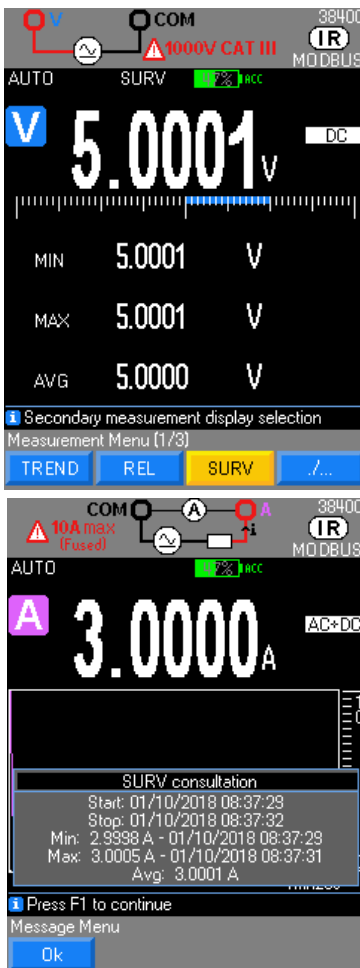 V COM 38400
1000V CAT III IR
MODBUS
AUTO SURV ACC
V 5.0001 V DC
MIN 5.0001 V
MAX 5.0001 V
AVG 5.0000 V
i Secondary measurement display selection
Measurement Menu (1/3)
TREND REL SURV ./...
COM A A 38400
10A max IR
(Fused) MODBUS
AUTO ACC
A 3.0000 A AC+DC
SURV consultation
Start: 01/10/2018 08:37:29
Stop: 01/10/2018 08:37:32
Min: 2.9998 A - 01/10/2018 08:37:29
Max: 3.0005 A - 01/10/2018 08:37:31
Avg: 3.0001 A
i Press F1 to continue
Message Menu
Ok